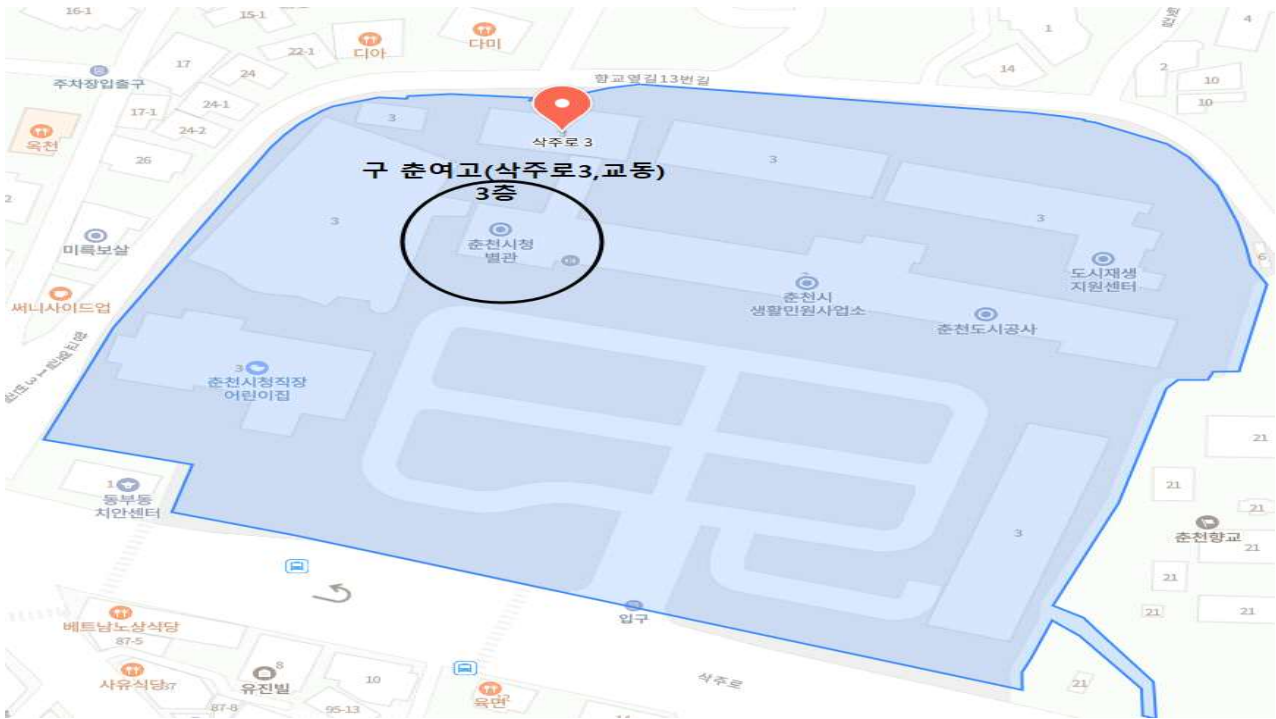 16-1
15-1
4
디아
다미
22-1
1
17
24
14
2
10
주차장입출구
향교옆길13번길
10
17-1
24-1
3
옥천
24-2
삭주로 3
26
3
구 춘여고(삭주로3,교동)
3층
2
3
3
미륵보살
춘천시청
별관
6
도시재생
지원센터
써니사이드업
춘천시
생활민원사업소
춘천도시공사
3
춘천시청직장
어린이집
21
1
동부동
치안센터
21
21
3
춘천향교
21
21
입구
21
21
베트남노상식당
87-5
8
사유식당
87
유진빌
10
삭주로
21
육면
12
87-8
95-13